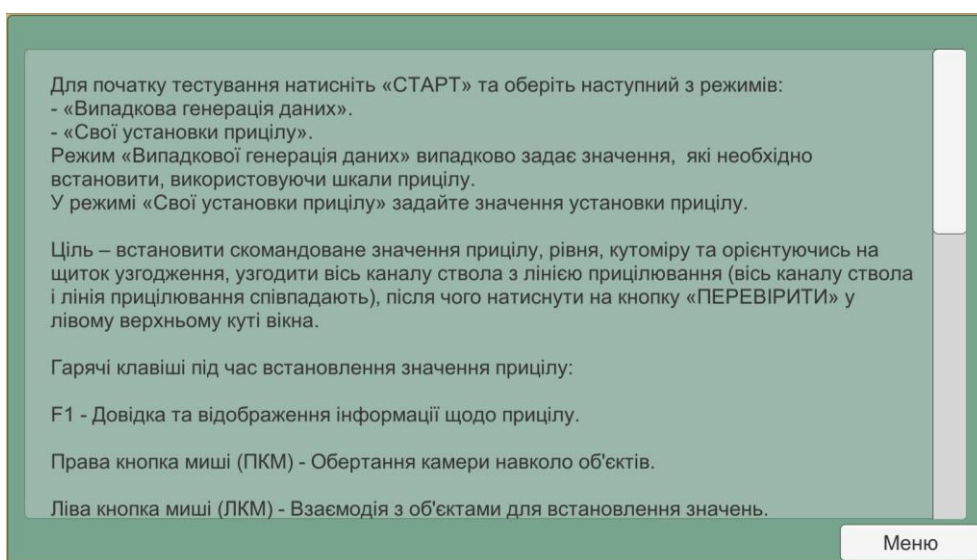 Для початку тестування натисніть «СТАРТ» та оберіть наступний з режимів:
- «Випадкова генерація даних».
- «Свої установки прицілу».
Режим «Випадкової генерація даних» випадково задає значення, які необхідно
встановити, використовуючи шкали прицілу.
У режимі «Свої установки прицілу» задайте значення установки прицілу.
Ціль – встановити скомандоване значення прицілу, рівня, кутоміру та орієнтуючись на
щиток узгодження, узгодити вісь каналу ствола з лінією прицілювання (вісь каналу ствола
і лінія прицілювання співпадають), після чого натиснути на кнопку «ПЕРЕВІРИТИ» у
лівому верхньому куті вікна.
Гарячі клавіші під час встановлення значення прицілу:
F1 - Довідка та відображення інформації щодо прицілу.
Права кнопка миші (ПКМ) - Обертання камери навколо об'єктів.
Ліва кнопка миші (ЛКМ) - Взаємодія з об'єктами для встановлення значень.
Меню